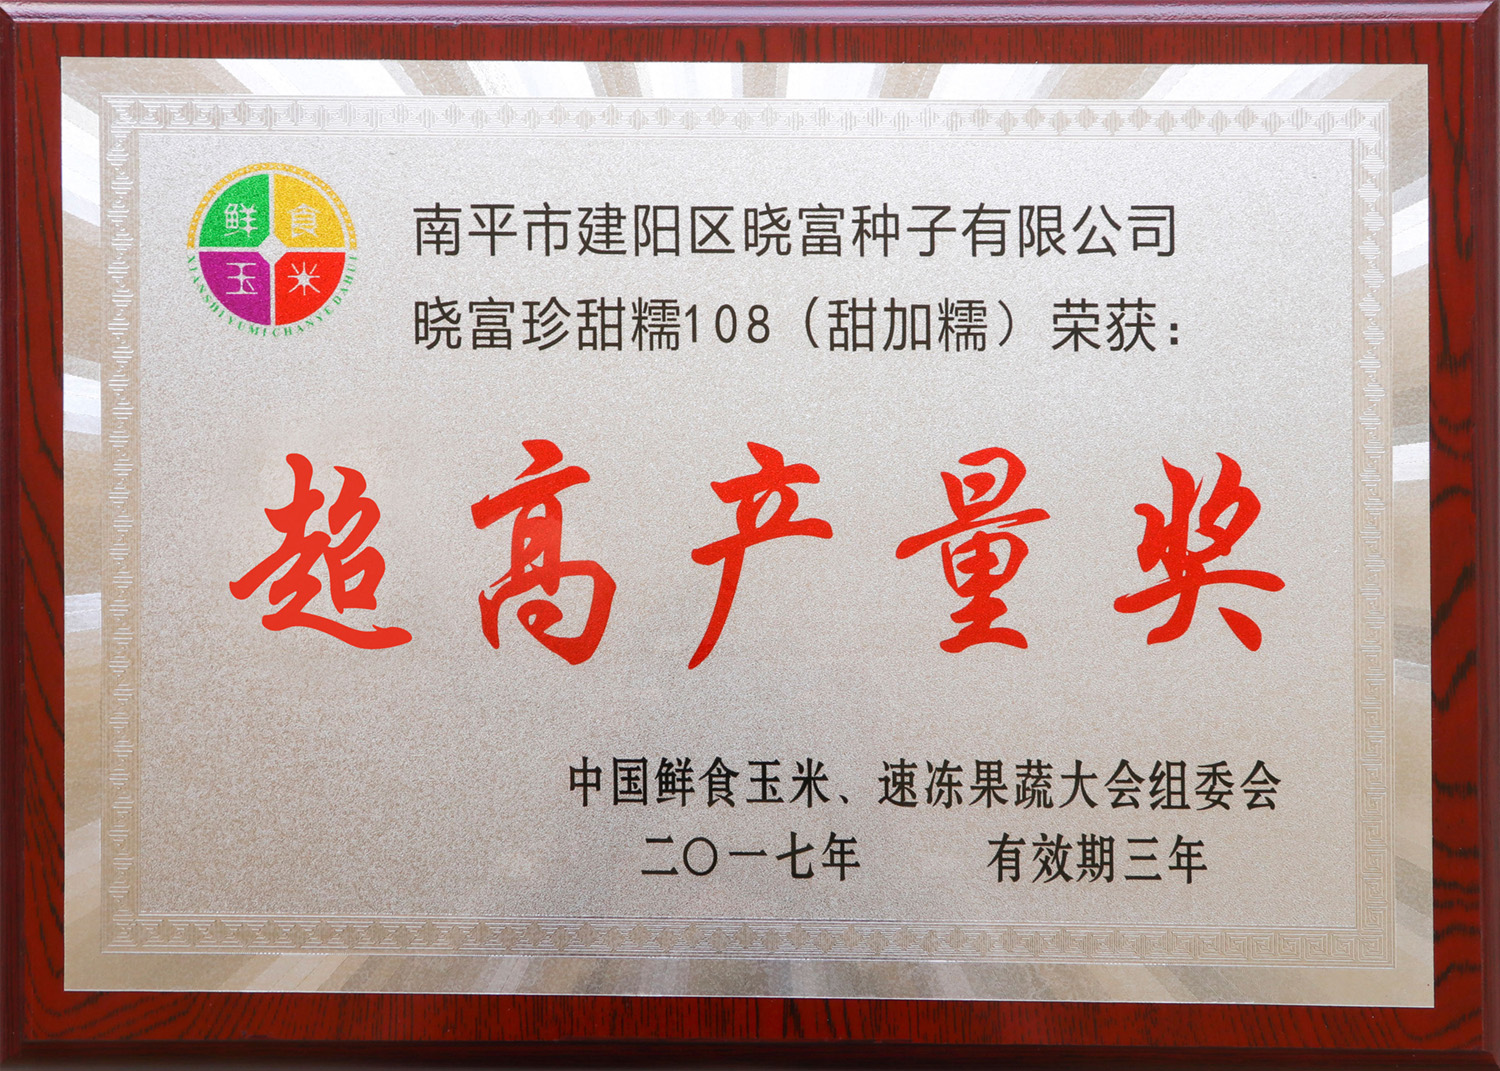 鲜食
玉米
XIANSHIYUMICHANYEDAHUI
南平市建阳区晓富种子有限公司
晓富珍甜糯108（甜加糯）荣获：
超高产量奖
中国鲜食玉米、速冻果蔬大会组委会
二〇一七年 有效期三年